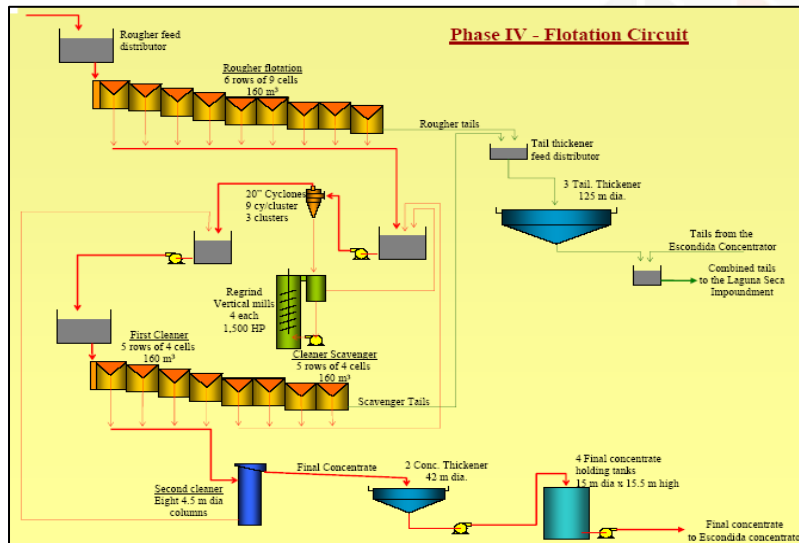 Phase IV - Flotation Circuit
Rougher feed
distributor
Rougher flotation
6 rows of 9 cells
160 m³
Rougher tails
Tail thickener
feed distributor
3 Tail. Thickener
125 m dia.
20" Cyclones
9 cy/cluster
3 clusters
Tails from the
Escondida Concentrator
Combined tails
to the Laguna Seca
Impoundment
Regrind
Vertical mills
4 each
1,500 HP
First Cleaner
5 rows of 4 cells
160 m³
Cleaner Scavenger
5 rows of 4 cells
160 m³
Scavenger Tails
Final Concentrate
2 Conc. Thickener
42 m dia.
4 Final concentrate
holding tanks
15 m dia x 15.5 m high
Second cleaner
Eight 4.5 m dia
columns
Final concentrate
to Escondida concentrato